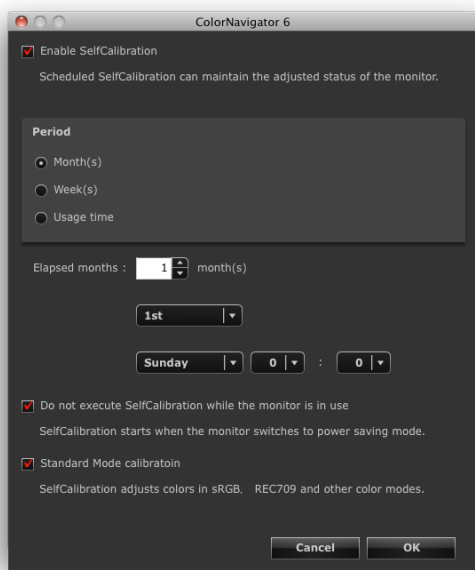 ColorNavigator 6
Enable SelfCalibration
Scheduled SelfCalibration can maintain the adjusted status of the monitor.
Period
Month(s)
Week(s)
Usage time
Elapsed months : 1 month(s)
1st
Sunday 0 : 0
Do not execute SelfCalibration while the monitor is in use
SelfCalibration starts when the monitor switches to power saving mode.
Standard Mode calibratoin
SelfCalibration adjusts colors in sRGB, REC709 and other color modes.
Cancel OK